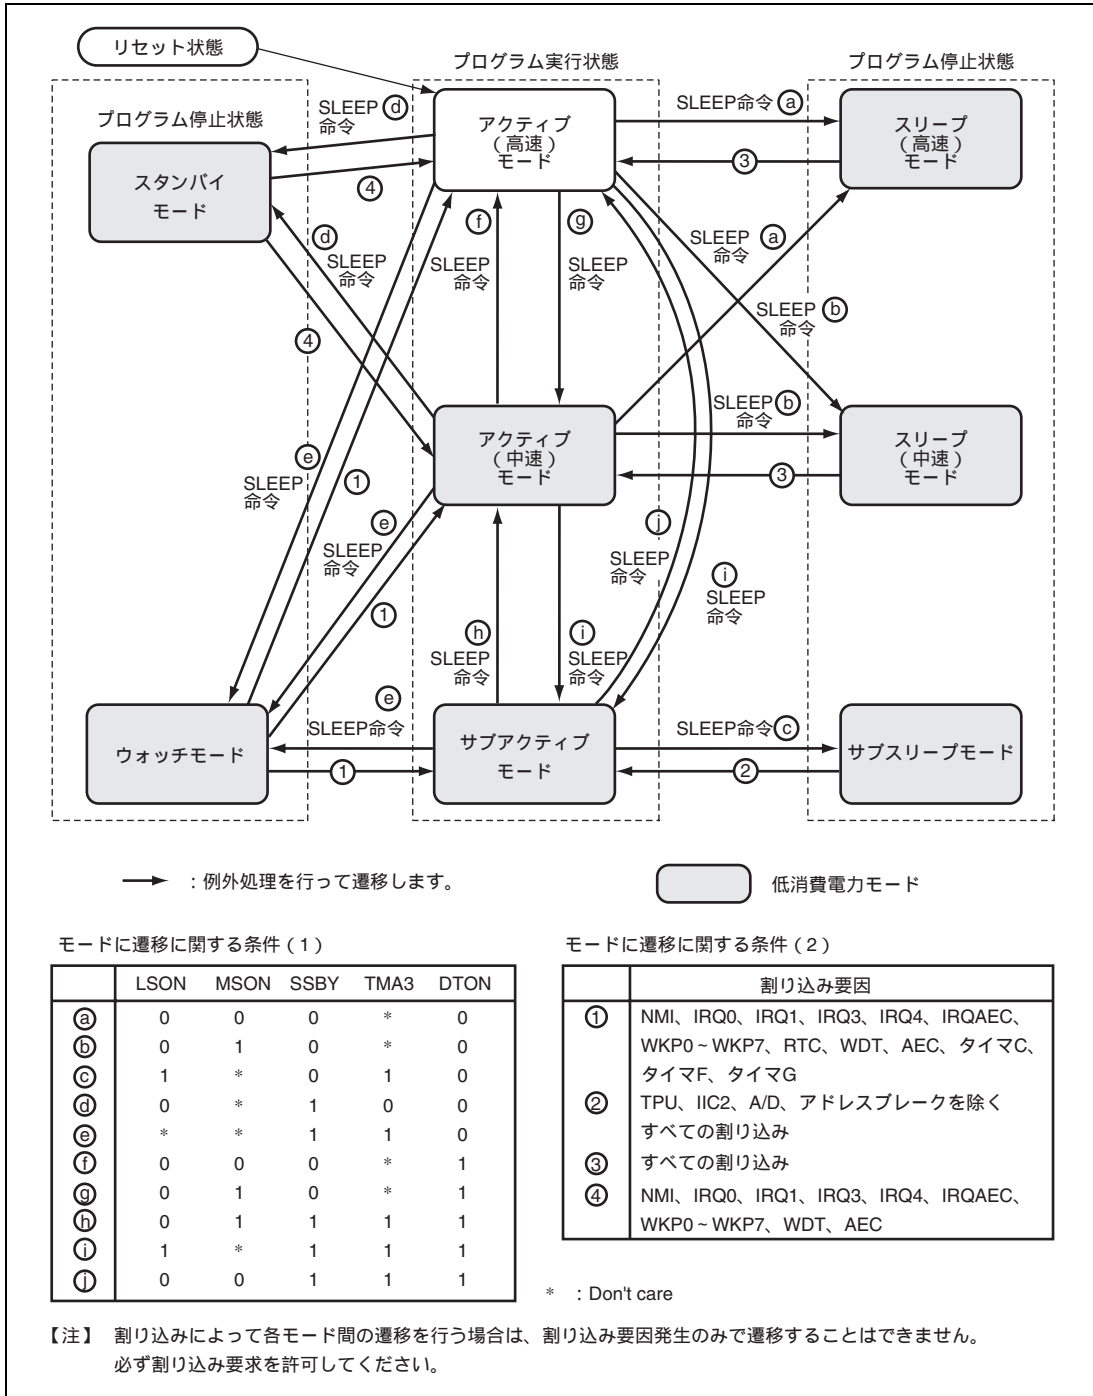 リセット状態
プログラム実行状態
プログラム停止状態
プログラム停止状態
SLEEP ⓓ
命令
アクティブ
（高速）
モード
SLEEP命令 ⓐ
スリープ
（高速）
モード
③
スタンバイ
モード
④
ⓓ
SLEEP
命令
ⓕ
SLEEP
命令
ⓖ
SLEEP
命令
SLEEP ⓐ
命令
SLEEP ⓑ
命令
④
アクティブ
（中速）
モード
SLEEP ⓑ
命令
スリープ
（中速）
モード
③
ⓔ
SLEEP
命令
①
ⓔ
SLEEP
命令
①
ⓙ
SLEEP
命令
ⓘ
SLEEP
命令
ⓗ
SLEEP
命令
ⓘ
SLEEP
命令
ⓔ
SLEEP命令
ウォッチモード
①
サブアクティブ
モード
SLEEP命令 ⓒ
②
サブスリープモード
：例外処理を行って遷移します。
低消費電力モード
モードに遷移に関する条件（1）
LSON MSON SSBY TMA3 DTON
ⓐ 0 0 0 * 0
ⓑ 0 1 0 * 0
ⓒ 1 * 0 1 0
ⓓ 0 * 1 0 0
ⓔ * * 1 1 0
ⓕ 0 0 0 * 1
ⓖ 0 1 0 * 1
ⓗ 0 1 1 1 1
ⓘ 1 * 1 1 1
ⓙ 0 0 1 1 1
モードに遷移に関する条件（2）
割り込み要因
① NMI、IRQ0、IRQ1、IRQ3、IRQ4、IRQAEC、
WKP0～WKP7、RTC、WDT、AEC、タイマC、
タイマF、タイマG
② TPU、IIC2、A/D、アドレスブレークを除く
すべての割り込み
③ すべての割り込み
④ NMI、IRQ0、IRQ1、IRQ3、IRQ4、IRQAEC、
WKP0～WKP7、WDT、AEC
* : Don't care
【注】 割り込みによって各モード間の遷移を行う場合は、割り込み要因発生のみで遷移することはできません。
必ず割り込み要求を許可してください。